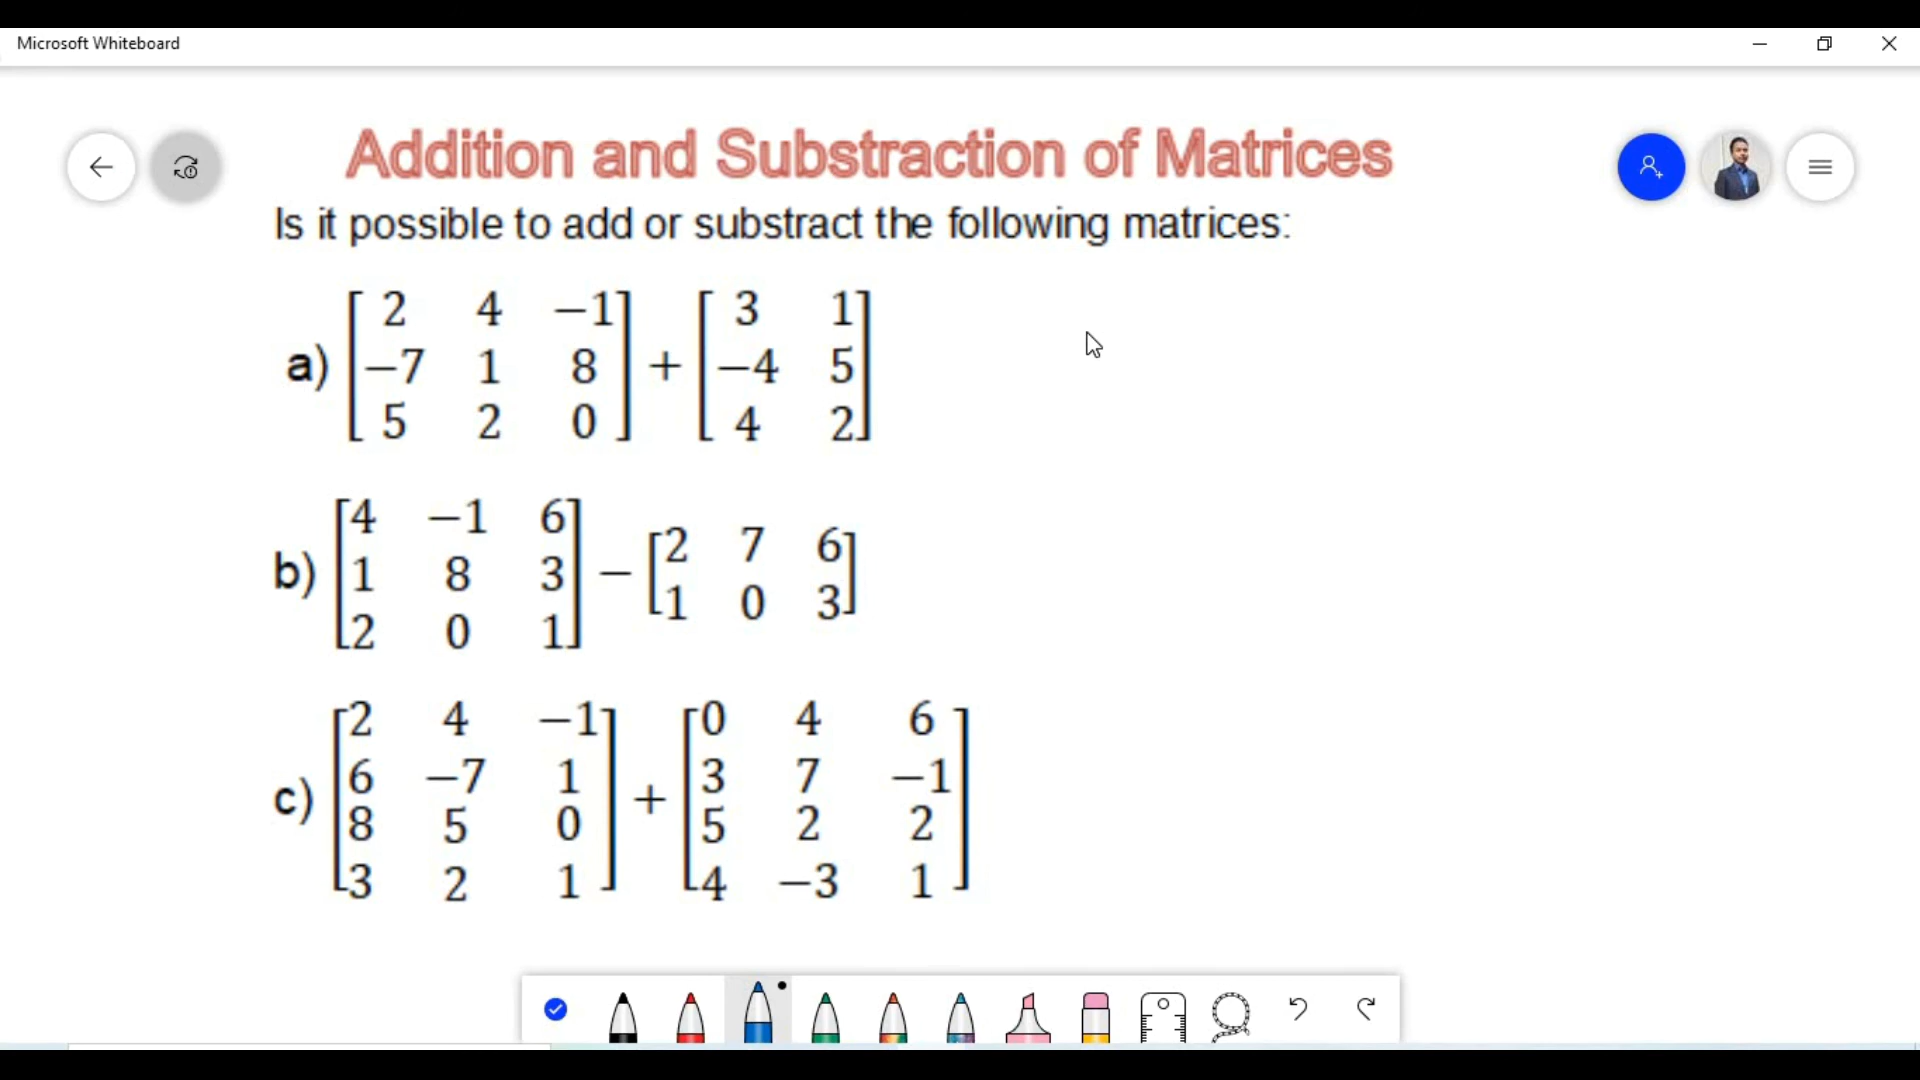 Microsoft Whiteboard
Addition and Substraction of Matrices
Is it possible to add or substract the following matrices:
a) [2 4 −1
−7 1 8
5 2 0] + [3 1
−4 5
4 2]
b) [4 −1 6
1 8 3
2 0 1] − [2 7 6
1 0 3]
c) [2 4 −1
6 −7 1
8 5 0
3 2 1] + [0 4 6
3 7 −1
5 2 2
4 −3 1]